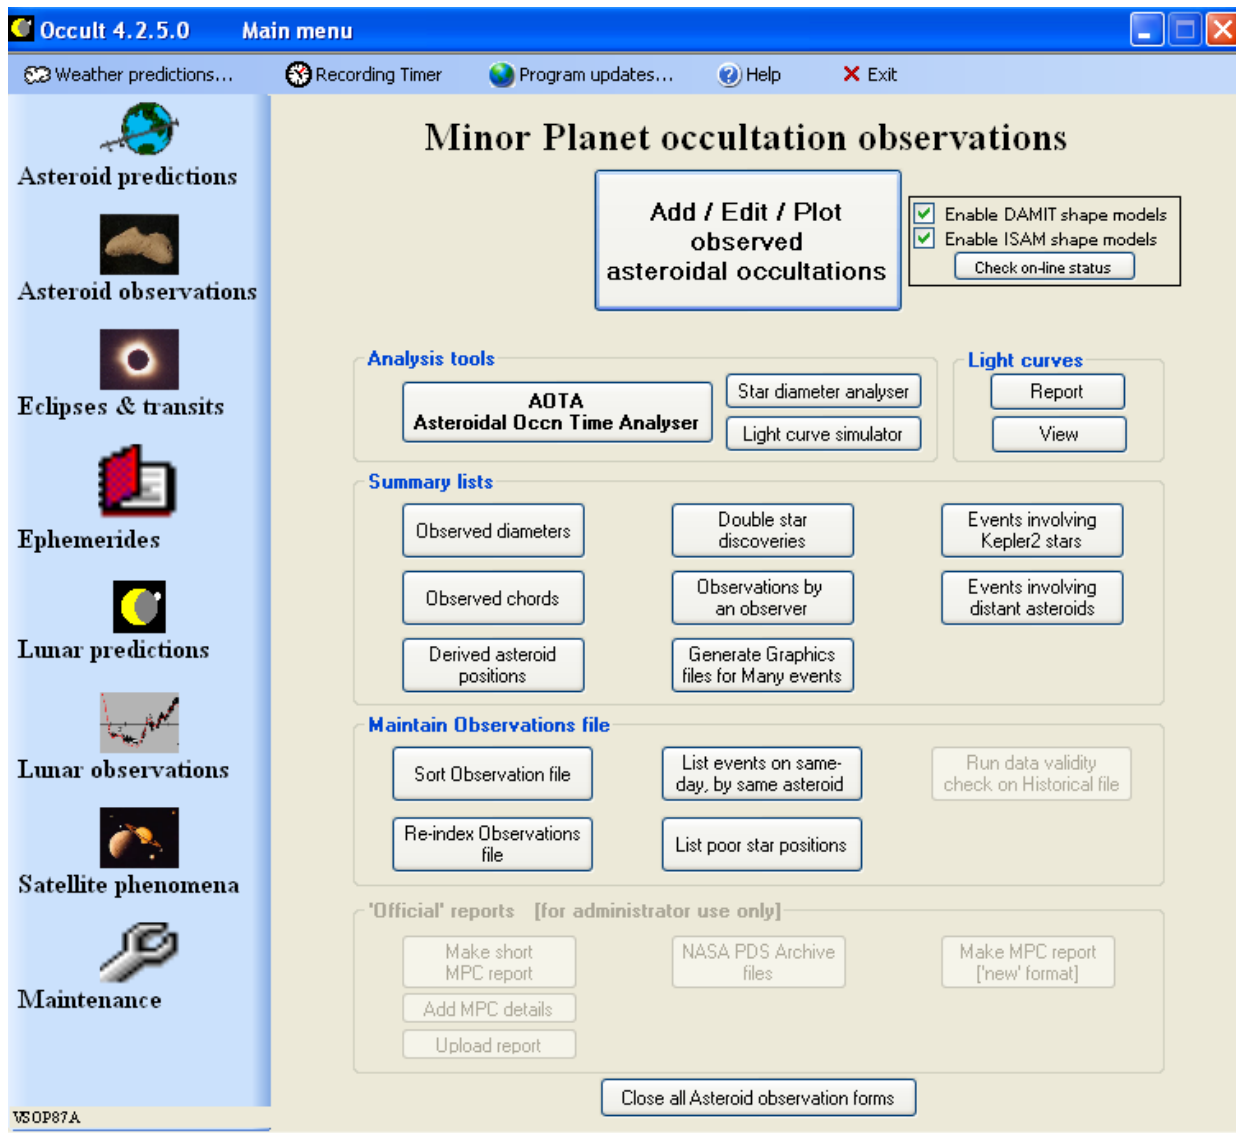 Occult 4.2.5.0 Main menu
Weather predictions... Recording Timer Program updates... Help Exit
Asteroid predictions
Asteroid observations
Eclipses & transits
Ephemerides
Lunar predictions
Lunar observations
Satellite phenomena
Maintenance
VSOP87A
Minor Planet occultation observations
Add / Edit / Plot
observed
asteroidal occultations
Enable DAMIT shape models
Enable ISAM shape models
Check on-line status
Analysis tools
AOTA
Asteroidal Occn Time Analyser
Star diameter analyser
Light curve simulator
Light curves
Report
View
Summary lists
Observed diameters
Double star
discoveries
Events involving
Kepler2 stars
Observed chords
Observations by
an observer
Events involving
distant asteroids
Derived asteroid
positions
Generate Graphics
files for Many events
Maintain Observations file
Sort Observation file
List events on same-
day, by same asteroid
Run data validity
check on Historical file
Re-index Observations
file
List poor star positions
'Official' reports [for administrator use only]
Make short
MPC report
NASA PDS Archive
files
Make MPC report
['new' format]
Add MPC details
Upload report
Close all Asteroid observation forms